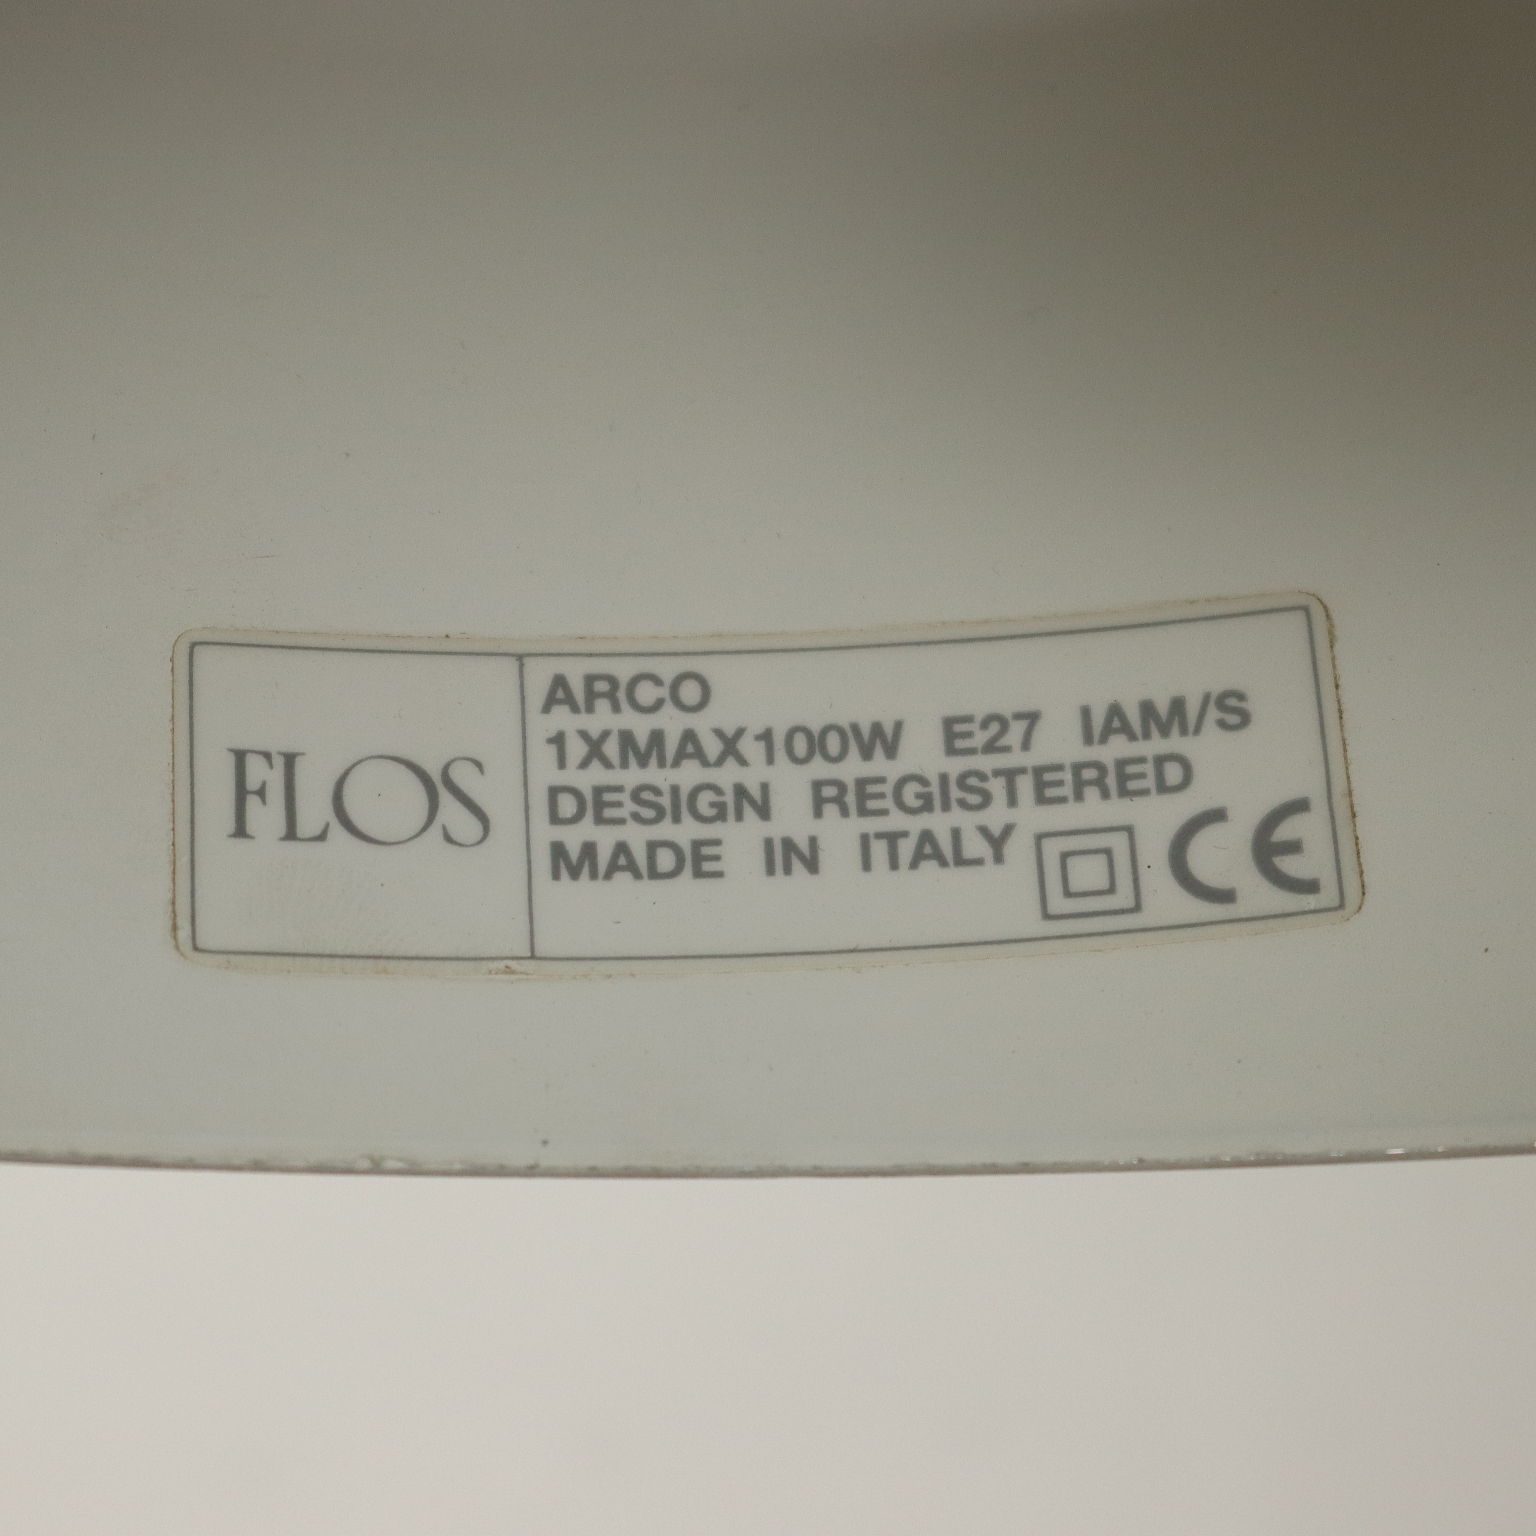 FLOS
ARCO
1XMAX100W E27 IAM/S
DESIGN REGISTERED
MADE IN ITALY CE